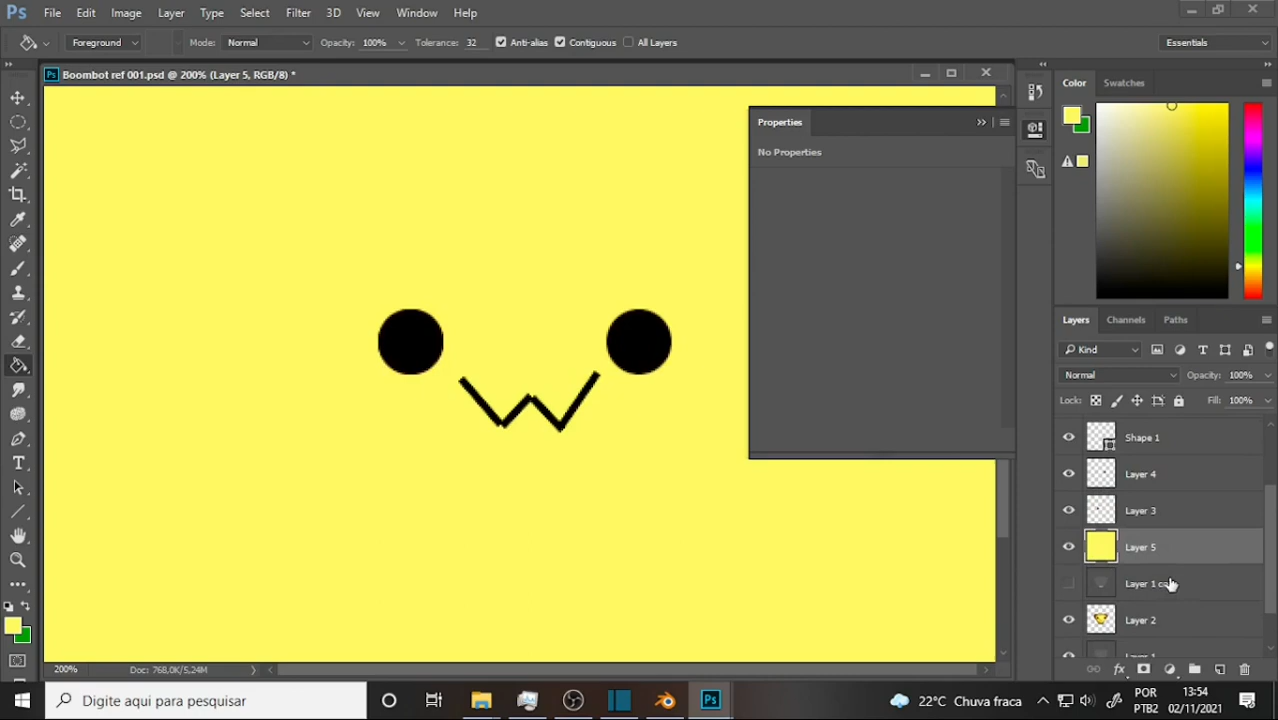 Ps File Edit Image Layer Type Select Filter 3D View Window Help
Foreground Mode: Normal Opacity: 100% Tolerance: 32 Anti-alias Contiguous All Layers Essentials
Ps Boombot ref 001.psd @ 200% (Layer 5, RGB/8) *
Color Swatches
Properties
No Properties
Layers Channels Paths
Kind
Normal Opacity: 100%
Lock: Fill: 100%
Shape 1
Layer 4
Layer 3
Layer 5
Layer 1
Layer 2
200% Doc: 768,0K/5,24M
Digite aqui para pesquisar
Ps
22°C Chuva fraca
POR
PTB2
13:54
02/11/2021